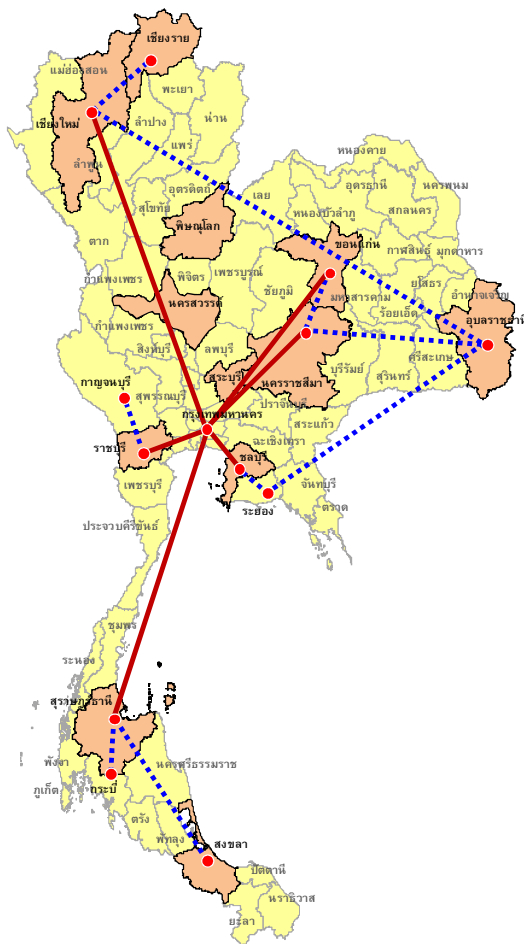 เชียงราย
แม่ฮ่องสอน
พะเยา
น่าน
เชียงใหม่
ลำปาง
แพร่
ลำพูน
หนองคาย
อุตรดิตถ์
เลย
อุดรธานี
นครพนม
สุโขทัย
หนองบัวลำภู
สกลนคร
พิษณุโลก
ขอนแก่น
ตาก
กาฬสินธุ์
มุกดาหาร
กำแพงเพชร
พิจิตร
เพชรบูรณ์
ชัยภูมิ
ยโสธร
นครสวรรค์
มหาสารคาม
อำนาจเจริญ
ร้อยเอ็ด
อุบลราชธานี
กำแพงเพชร
สิงห์บุรี
ลพบุรี
ศรีสะเกษ
บุรีรัมย์
สุรินทร์
สระบุรี
นครราชสีมา
กาญจนบุรี
สุพรรณบุรี
ปราจีนบุรี
กรุงเทพมหานคร
สระแก้ว
ฉะเชิงเทรา
ราชบุรี
ชลบุรี
เพชรบุรี
จันทบุรี
ระยอง
ตราด
ประจวบคีรีขันธ์
ชุมพร
ระนอง
สุราษฎร์ธานี
พังงา
นครศรีธรรมราช
ภูเก็ต
กระบี่
ตรัง
พัทลุง
สงขลา
ปัตตานี
นราธิวาส
ยะลา